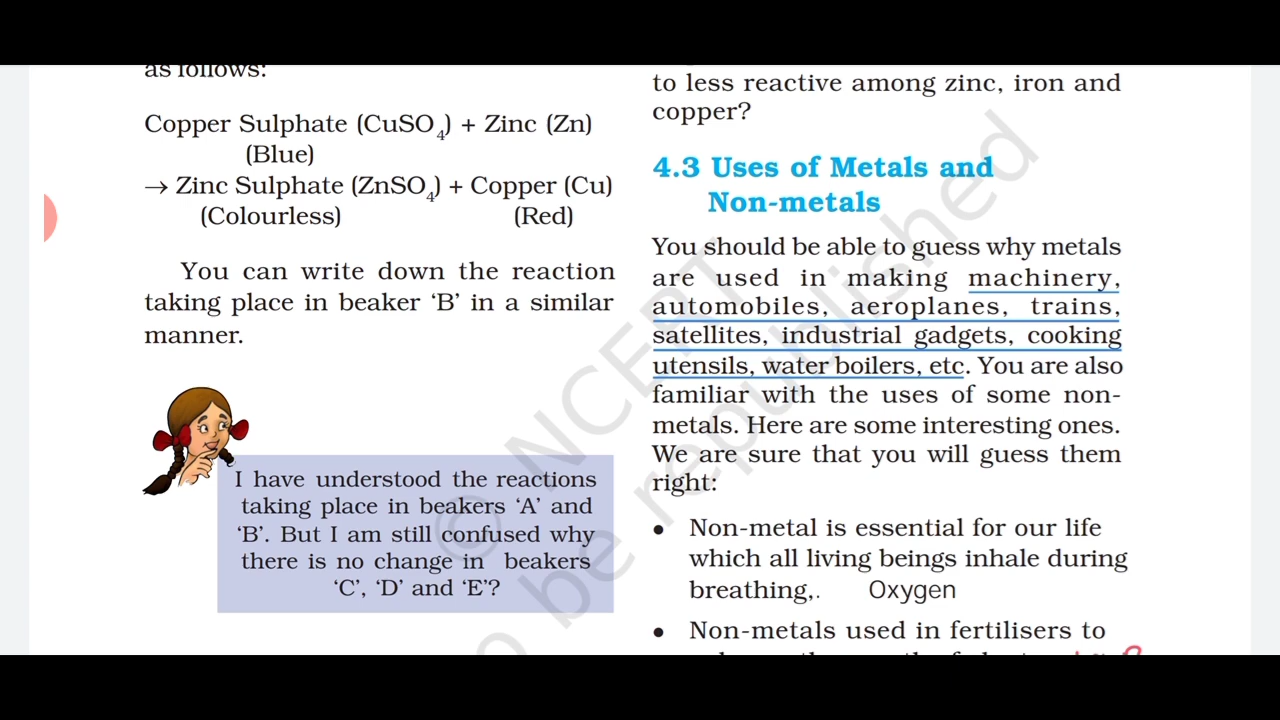 as follows:
Copper Sulphate (CuSO4) + Zinc (Zn)
(Blue)
→ Zinc Sulphate (ZnSO4) + Copper (Cu)
(Colourless) (Red)
You can write down the reaction
taking place in beaker ‘B’ in a similar
manner.
I have understood the reactions
taking place in beakers ‘A’ and
‘B’. But I am still confused why
there is no change in beakers
‘C’, ‘D’ and ‘E’?
to less reactive among zinc, iron and
copper?
4.3 Uses of Metals and
Non-metals
You should be able to guess why metals
are used in making machinery,
automobiles, aeroplanes, trains,
satellites, industrial gadgets, cooking
utensils, water boilers, etc. You are also
familiar with the uses of some non-
metals. Here are some interesting ones.
We are sure that you will guess them
right:
• Non-metal is essential for our life
which all living beings inhale during
breathing,. Oxygen
• Non-metals used in fertilisers to
© NCERT
o be republished